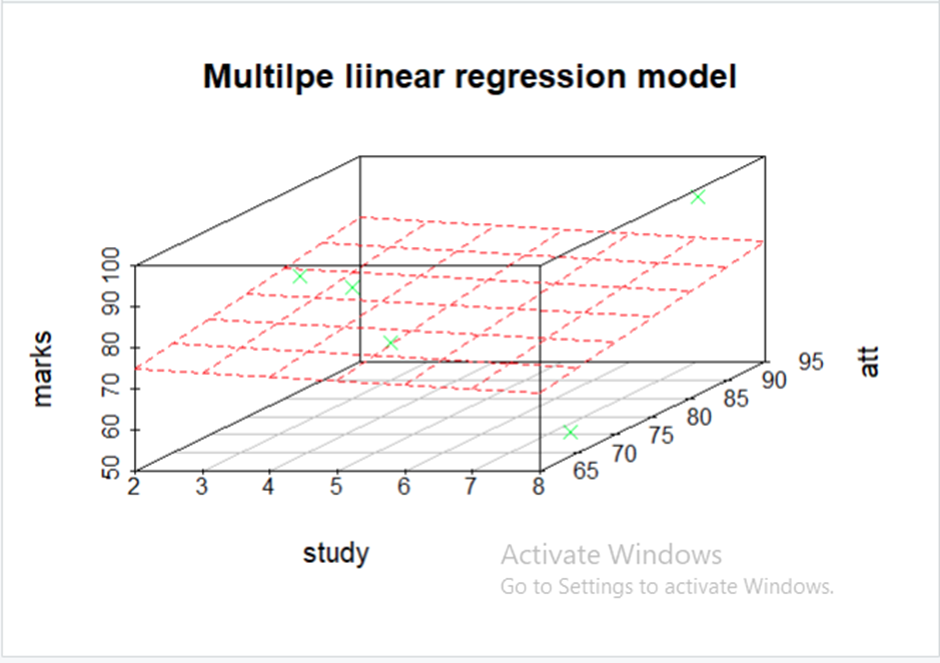 Multilpe liinear regression model
marks
100
90
80
70
60
50
2 3 4 5 6 7 8
study
65
70
75
80
85
90
95
att
Activate Windows
Go to Settings to activate Windows.